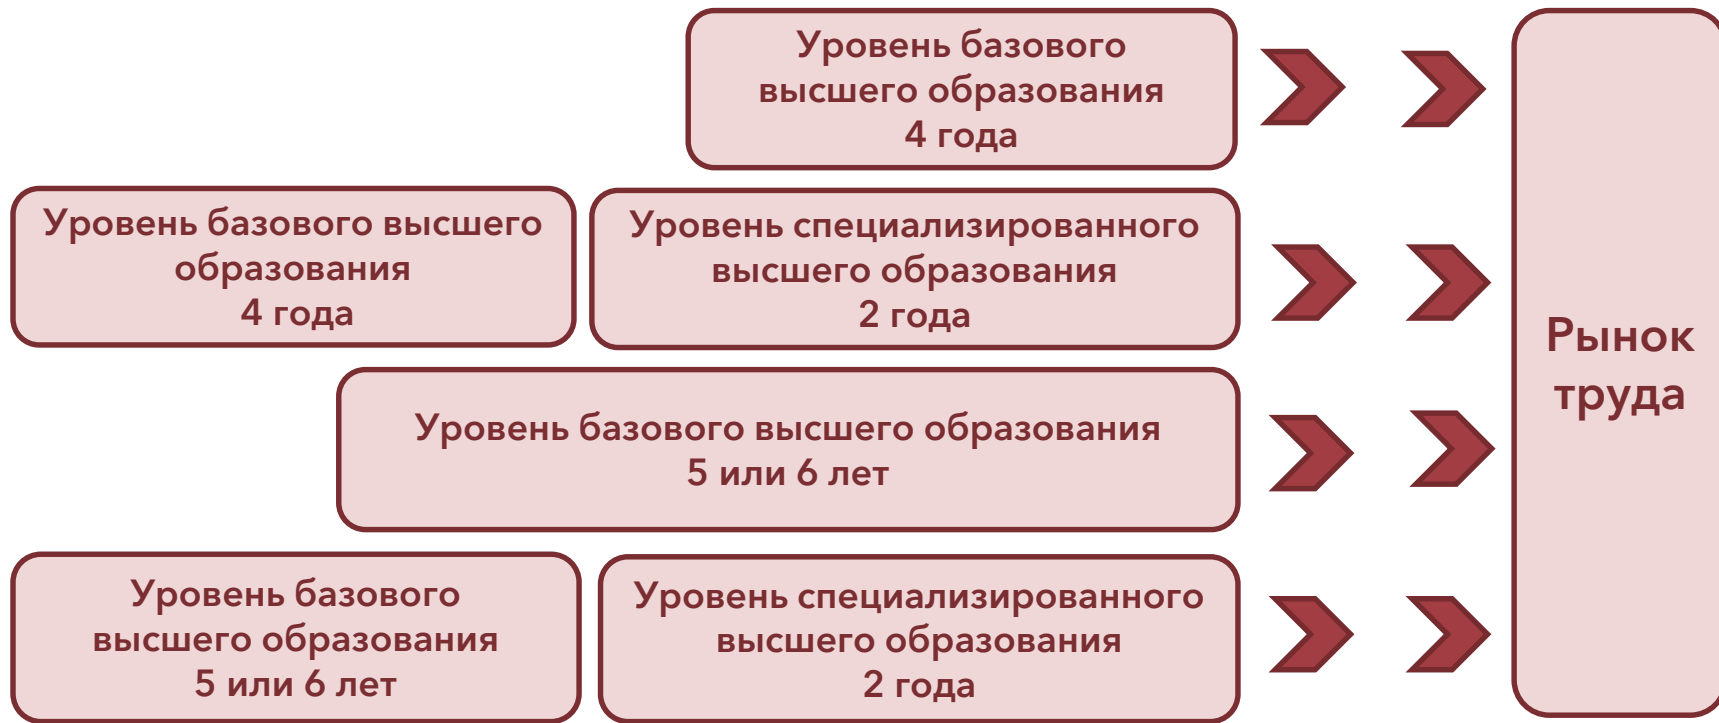 Уровень базового
высшего образования
4 года
Уровень базового высшего
образования
4 года
Уровень специализированного
высшего образования
2 года
Уровень базового высшего образования
5 или 6 лет
Уровень базового
высшего образования
5 или 6 лет
Уровень специализированного
высшего образования
2 года
Рынок
труда